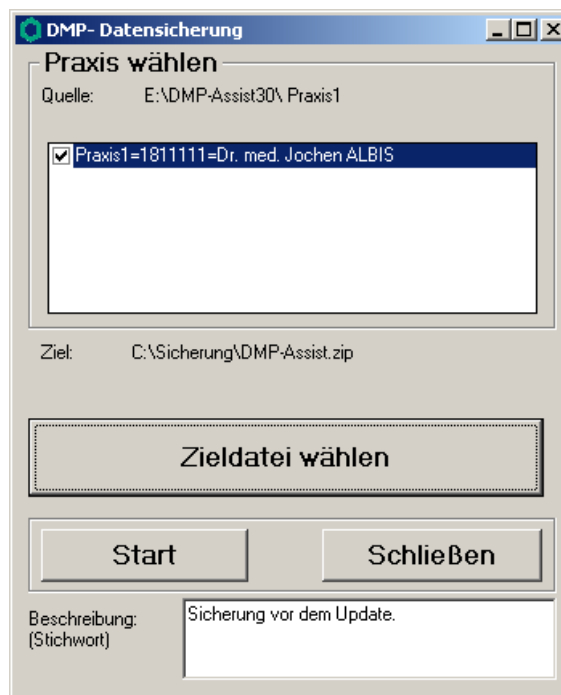 DMP- Datensicherung
Praxis wählen
Quelle: E:\DMP-Assist30\ Praxis1
Praxis1=1811111=Dr. med. Jochen ALBIS
Ziel: C:\Sicherung\DMP-Assist.zip
Zieldatei wählen
Start Schließen
Beschreibung: Sicherung vor dem Update.
(Stichwort)